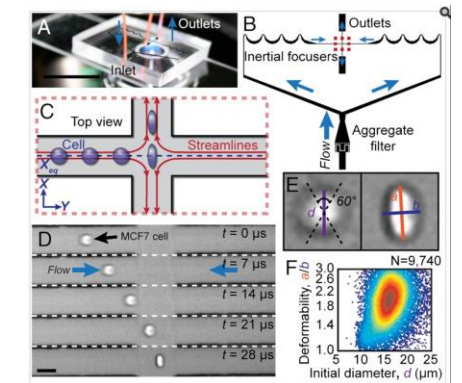 A
Outlets
Inlet
B
Outlets
Inertial focusers
Flow
Aggregate
filter
C
Top view
Cell
Streamlines
Xeq
X
Y
D
MCF7 cell
t = 0 µs
Flow
t = 7 µs
t = 14 µs
t = 21 µs
t = 28 µs
E
60°
d
a
b
F
N=9,740
Deformability, a/b
3.0
2.6
2.2
1.8
1.4
1.0
5 10 15 20 25
Initial diameter, d (µm)